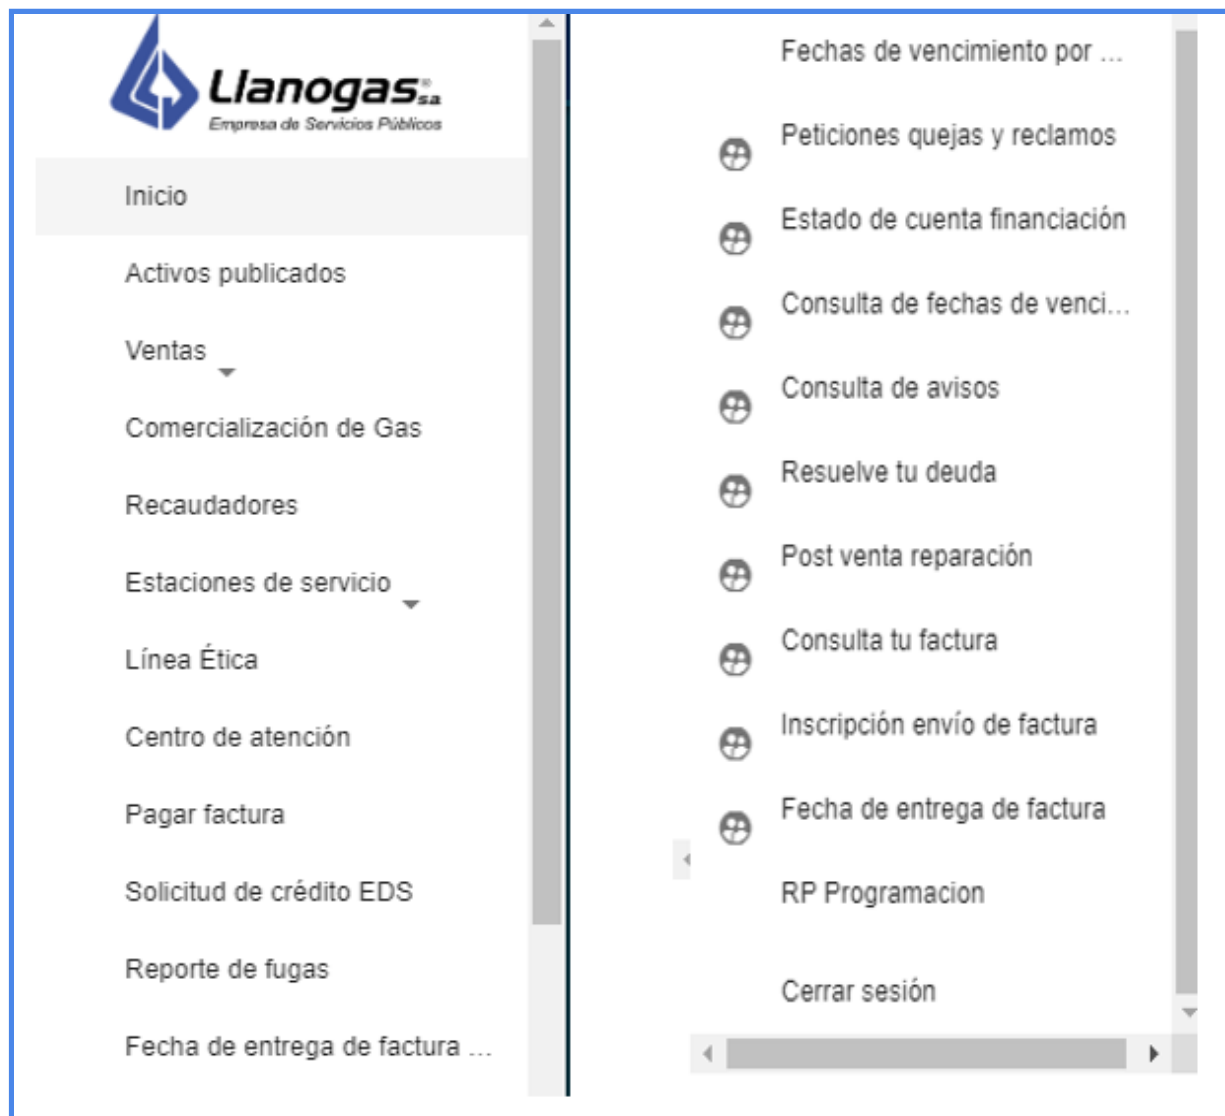 Llanogas® sa
Empresa de Servicios Públicos
Inicio
Activos publicados
Ventas
Comercialización de Gas
Recaudadores
Estaciones de servicio
Línea Ética
Centro de atención
Pagar factura
Solicitud de crédito EDS
Reporte de fugas
Fecha de entrega de factura ...
Fechas de vencimiento por ...
Peticiones quejas y reclamos
Estado de cuenta financiación
Consulta de fechas de venci...
Consulta de avisos
Resuelve tu deuda
Post venta reparación
Consulta tu factura
Inscripción envío de factura
Fecha de entrega de factura
RP Programacion
Cerrar sesión